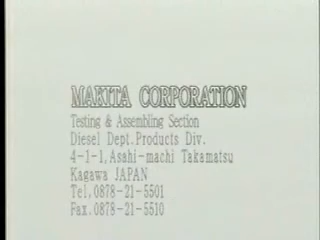 MAKITA CORPORATION
Testing & Assembling Section
Diesel Dept.Products Div.
4-1-1,Asahi-machi Takamatsu
Kagawa JAPAN
Tel,0878-21-5501
Fax.0878-21-5510